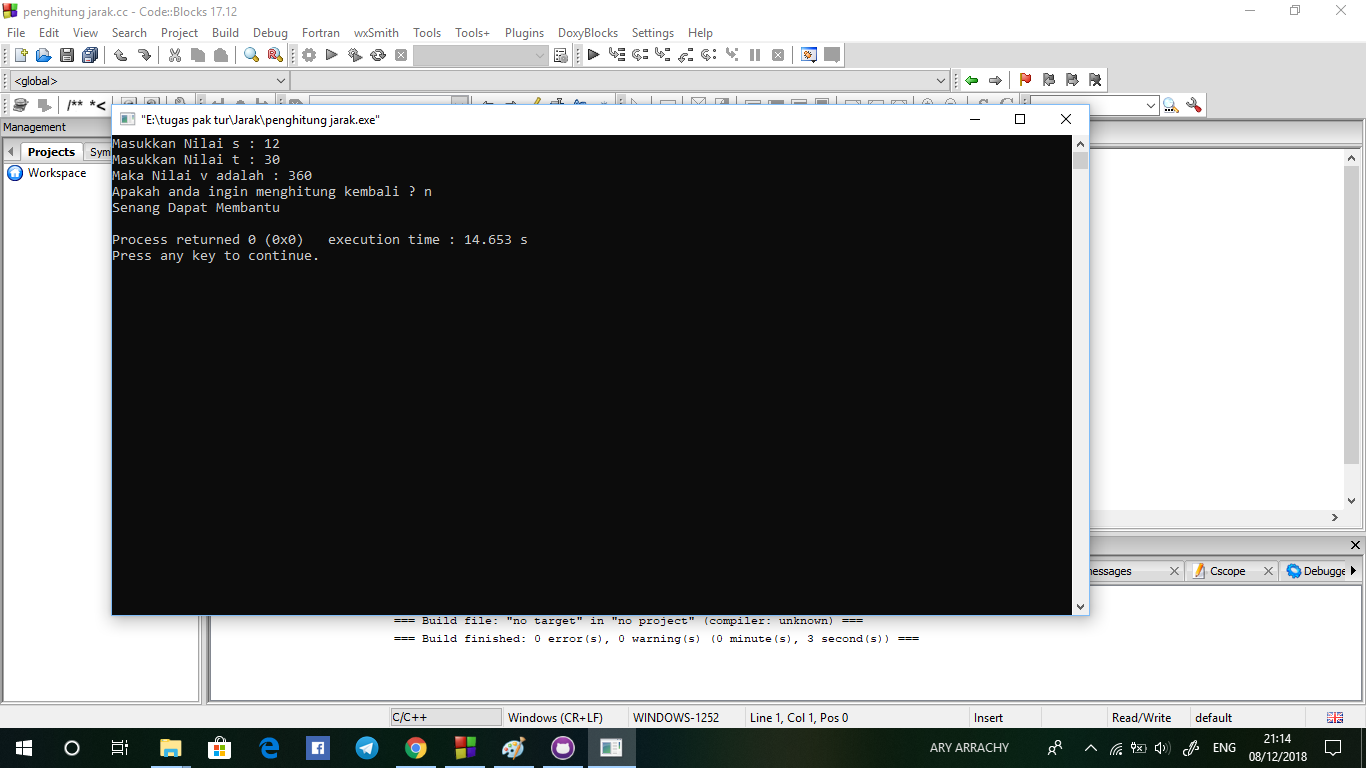 penghitung jarak.cc - Code::Blocks 17.12
File Edit View Search Project Build Debug Fortran wxSmith Tools Tools+ Plugins DoxyBlocks Settings Help
<global>
/** *<
Management
"E:\tugas pak tur\Jarak\penghitung jarak.exe"
Projects Sym
Workspace
Masukkan Nilai s : 12
Masukkan Nilai t : 30
Maka Nilai v adalah : 360
Apakah anda ingin menghitung kembali ? n
Senang Dapat Membantu
Process returned 0 (0x0)   execution time : 14.653 s
Press any key to continue.
essages Cscope Debugge
=== Build file: "no target" in "no project" (compiler: unknown) ===
=== Build finished: 0 error(s), 0 warning(s) (0 minute(s), 3 second(s)) ===
C/C++ Windows (CR+LF) WINDOWS-1252 Line 1, Col 1, Pos 0 Insert Read/Write default
ARY ARRACHY ENG 21:14
08/12/2018